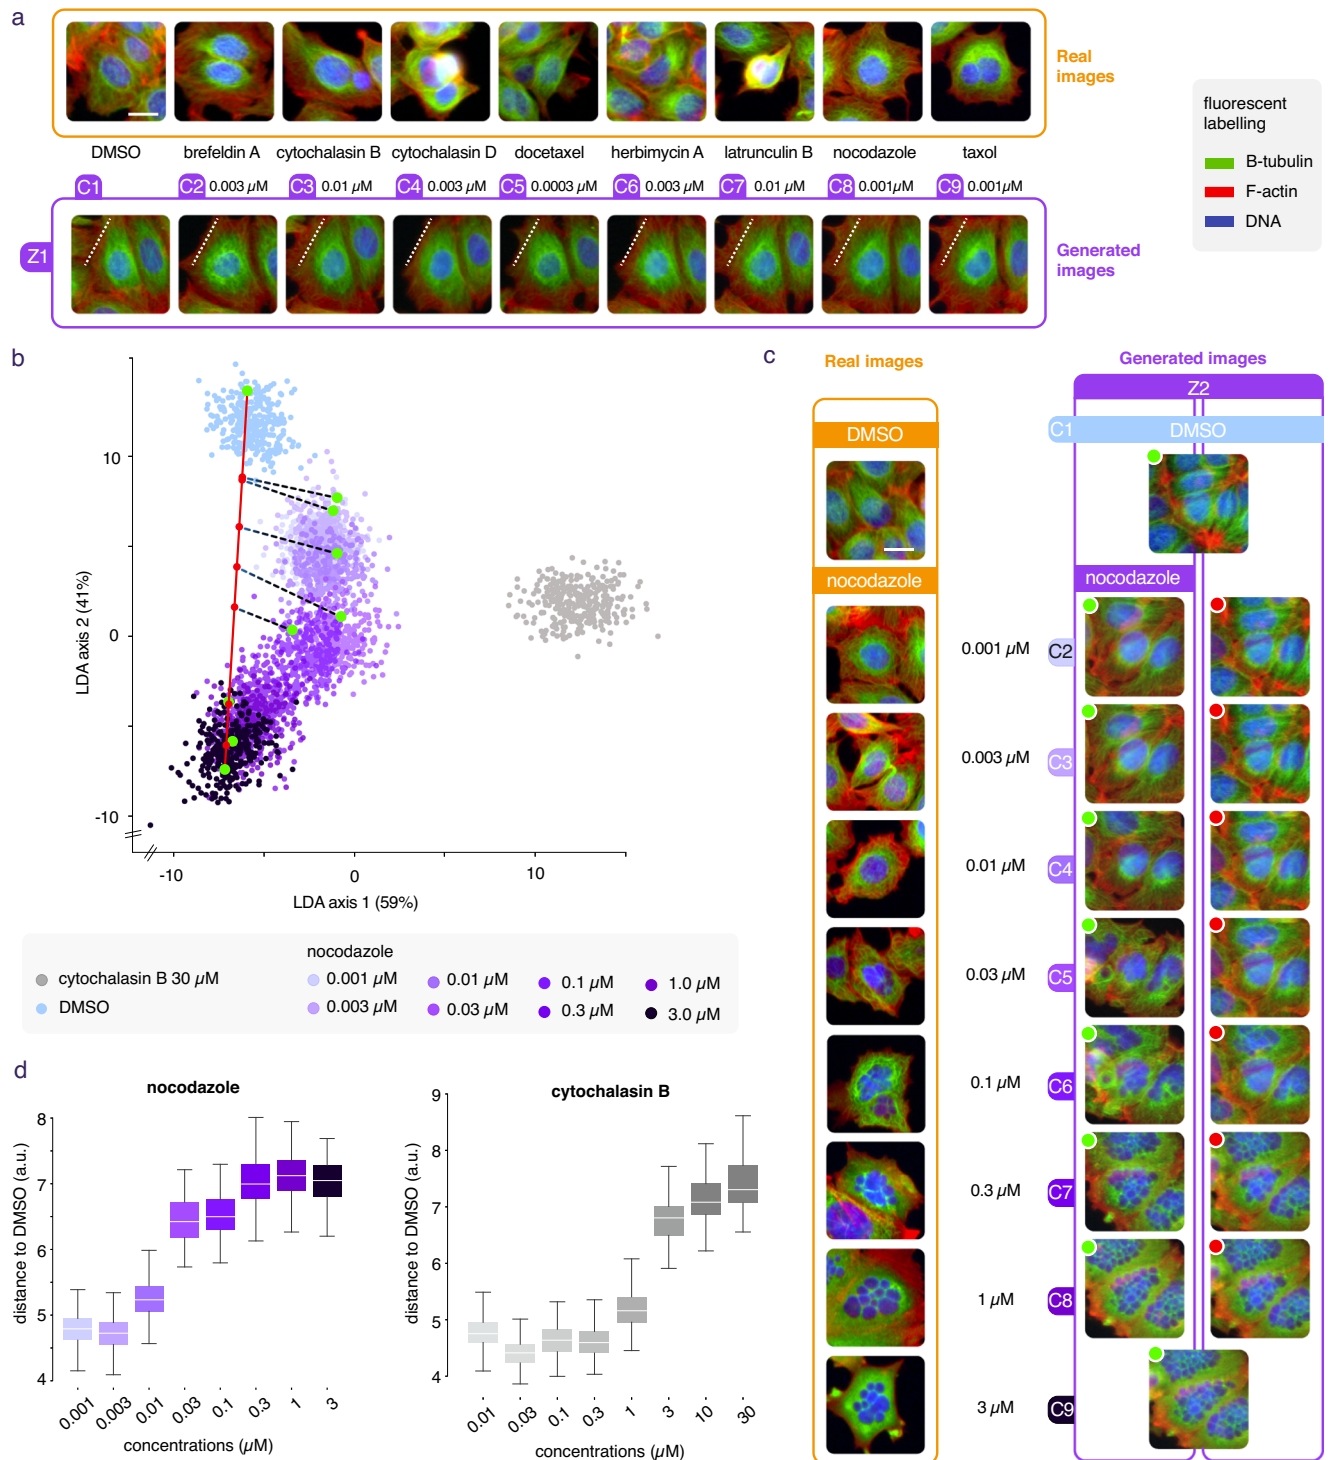 a
Real
images
DMSO
brefeldin A
cytochalasin B
cytochalasin D
docetaxel
herbimycin A
latrunculin B
nocodazole
taxol
C1
C2 0.003 µM
C3 0.01 µM
C4 0.003 µM
C5 0.0003 µM
C6 0.003 µM
C7 0.01 µM
C8 0.001µM
C9 0.001µM
Z1
Generated
images
fluorescent
labelling
B-tubulin
F-actin
DNA
b
10
0
-10
LDA axis 2 (41%)
-10
0
10
LDA axis 1 (59%)
nocodazole
cytochalasin B 30 µM
DMSO
0.001 µM
0.003 µM
0.01 µM
0.03 µM
0.1 µM
0.3 µM
1.0 µM
3.0 µM
c
Real images
Generated images
Z2
DMSO
C1
DMSO
nocodazole
nocodazole
0.001 µM
C2
0.003 µM
C3
0.01 µM
C4
0.03 µM
C5
0.1 µM
C6
0.3 µM
C7
1 µM
C8
3 µM
C9
d
nocodazole
distance to DMSO (a.u.)
8
7
6
5
4
0.001
0.003
0.01
0.03
0.1
0.3
1
3
concentrations (µM)
cytochalasin B
distance to DMSO (a.u.)
9
8
7
6
5
4
0.01
0.03
0.1
0.3
1
3
10
30
concentrations (µM)